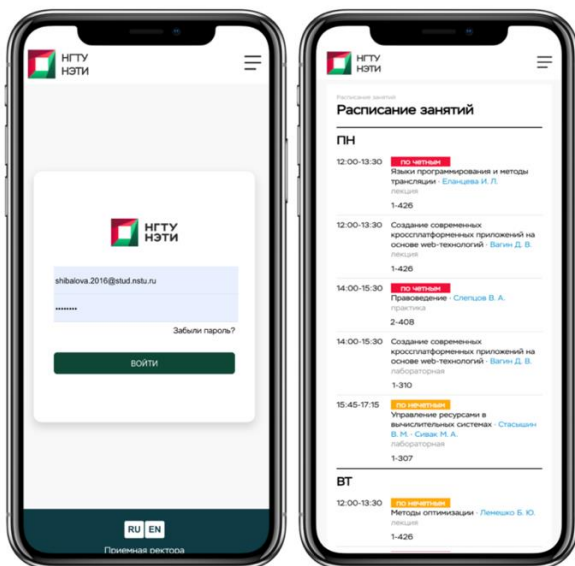 НГТУ
НЭТИ
НГТУ
НЭТИ
shibalova.2016@stud.nstu.ru
........
Забыли пароль?
ВОЙТИ
RU EN
Приемная ректора
НГТУ
НЭТИ
Расписание занятий
Расписание занятий
ПН
12:00-13:30 по четным
Языки программирования и методы
трансляции · Еланцева И. Л.
лекция
1-426
12:00-13:30 Создание современных
кроссплатформенных приложений на
основе web-технологий · Вагин Д. В.
лекция
1-426
14:00-15:30 по четным
Правоведение · Слепцов В. А.
практика
2-408
14:00-15:30 Создание современных
кроссплатформенных приложений на
основе web-технологий · Вагин Д. В.
лабораторная
1-310
15:45-17:15 по нечетным
Управление ресурсами в
вычислительных системах · Стасышин
В. М. · Сивак М. А.
лабораторная
1-307
ВТ
12:00-13:30 по нечетным
Методы оптимизации · Лемешко Б. Ю.
лекция
1-426